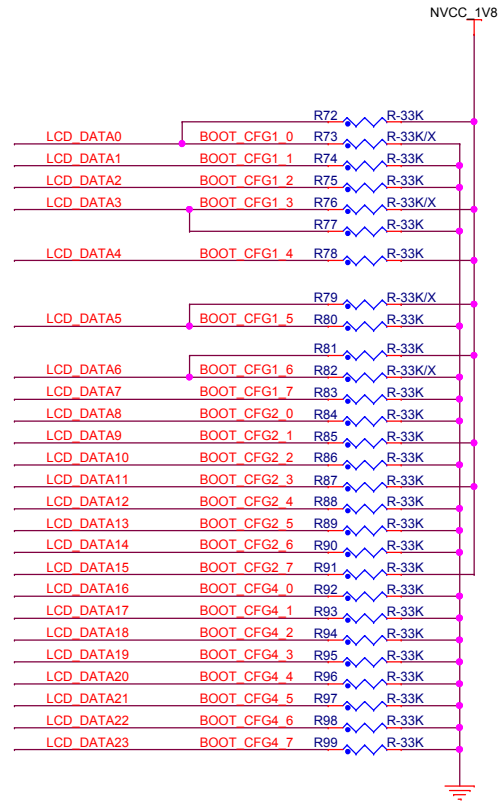 NVCC_1V8
R72 R-33K
LCD_DATA0 BOOT_CFG1_0 R73 R-33K/X
LCD_DATA1 BOOT_CFG1_1 R74 R-33K
LCD_DATA2 BOOT_CFG1_2 R75 R-33K
LCD_DATA3 BOOT_CFG1_3 R76 R-33K/X
R77 R-33K
LCD_DATA4 BOOT_CFG1_4 R78 R-33K
R79 R-33K/X
LCD_DATA5 BOOT_CFG1_5 R80 R-33K
R81 R-33K
LCD_DATA6 BOOT_CFG1_6 R82 R-33K/X
LCD_DATA7 BOOT_CFG1_7 R83 R-33K
LCD_DATA8 BOOT_CFG2_0 R84 R-33K
LCD_DATA9 BOOT_CFG2_1 R85 R-33K
LCD_DATA10 BOOT_CFG2_2 R86 R-33K
LCD_DATA11 BOOT_CFG2_3 R87 R-33K
LCD_DATA12 BOOT_CFG2_4 R88 R-33K
LCD_DATA13 BOOT_CFG2_5 R89 R-33K
LCD_DATA14 BOOT_CFG2_6 R90 R-33K
LCD_DATA15 BOOT_CFG2_7 R91 R-33K
LCD_DATA16 BOOT_CFG4_0 R92 R-33K
LCD_DATA17 BOOT_CFG4_1 R93 R-33K
LCD_DATA18 BOOT_CFG4_2 R94 R-33K
LCD_DATA19 BOOT_CFG4_3 R95 R-33K
LCD_DATA20 BOOT_CFG4_4 R96 R-33K
LCD_DATA21 BOOT_CFG4_5 R97 R-33K
LCD_DATA22 BOOT_CFG4_6 R98 R-33K
LCD_DATA23 BOOT_CFG4_7 R99 R-33K